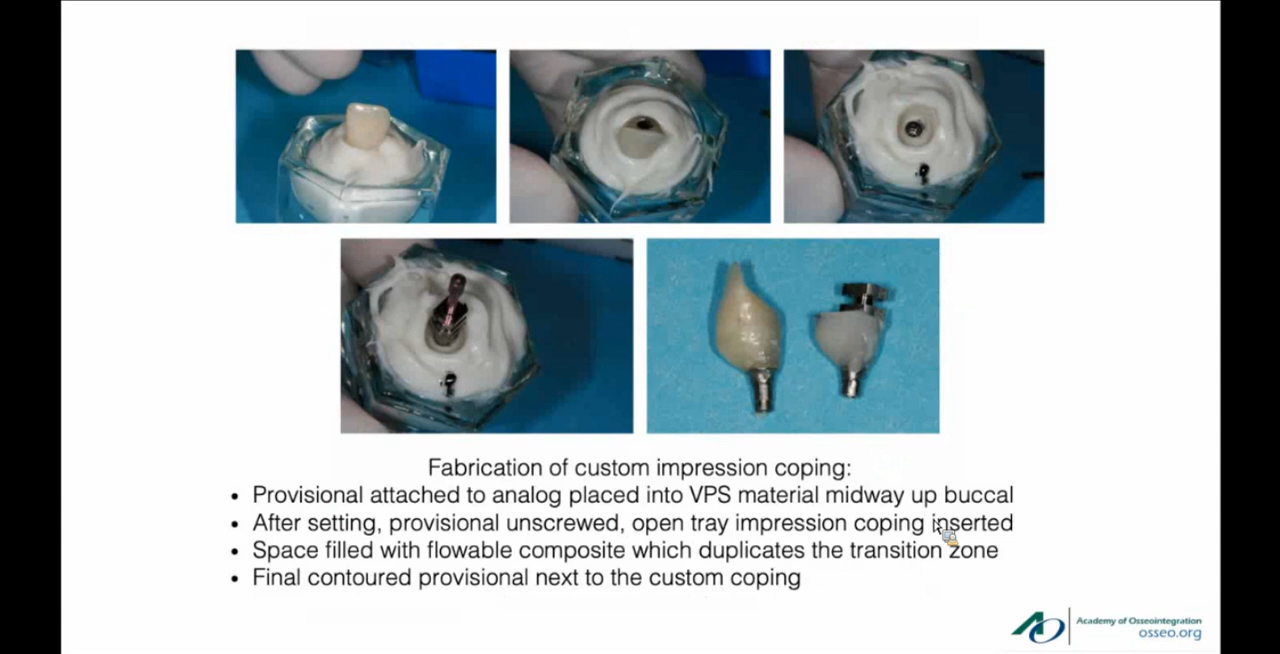 Fabrication of custom impression coping:
• Provisional attached to analog placed into VPS material midway up buccal
• After setting, provisional unscrewed, open tray impression coping inserted
• Space filled with flowable composite which duplicates the transition zone
• Final contoured provisional next to the custom coping
Academy of Osseointegration
osseo.org